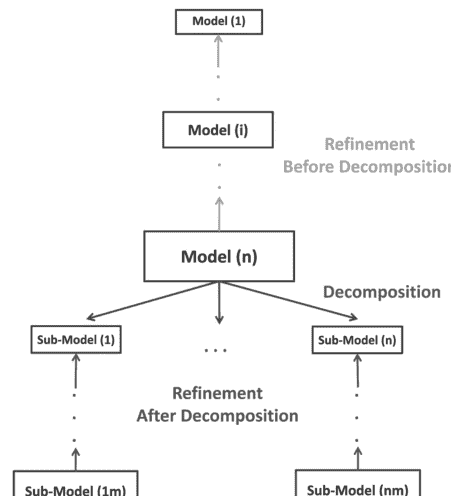 Model (1)
Model (i)
Refinement
Before Decomposition
Model (n)
Decomposition
Sub-Model (1)
...
Sub-Model (n)
Refinement
After Decomposition
Sub-Model (1m)
Sub-Model (nm)